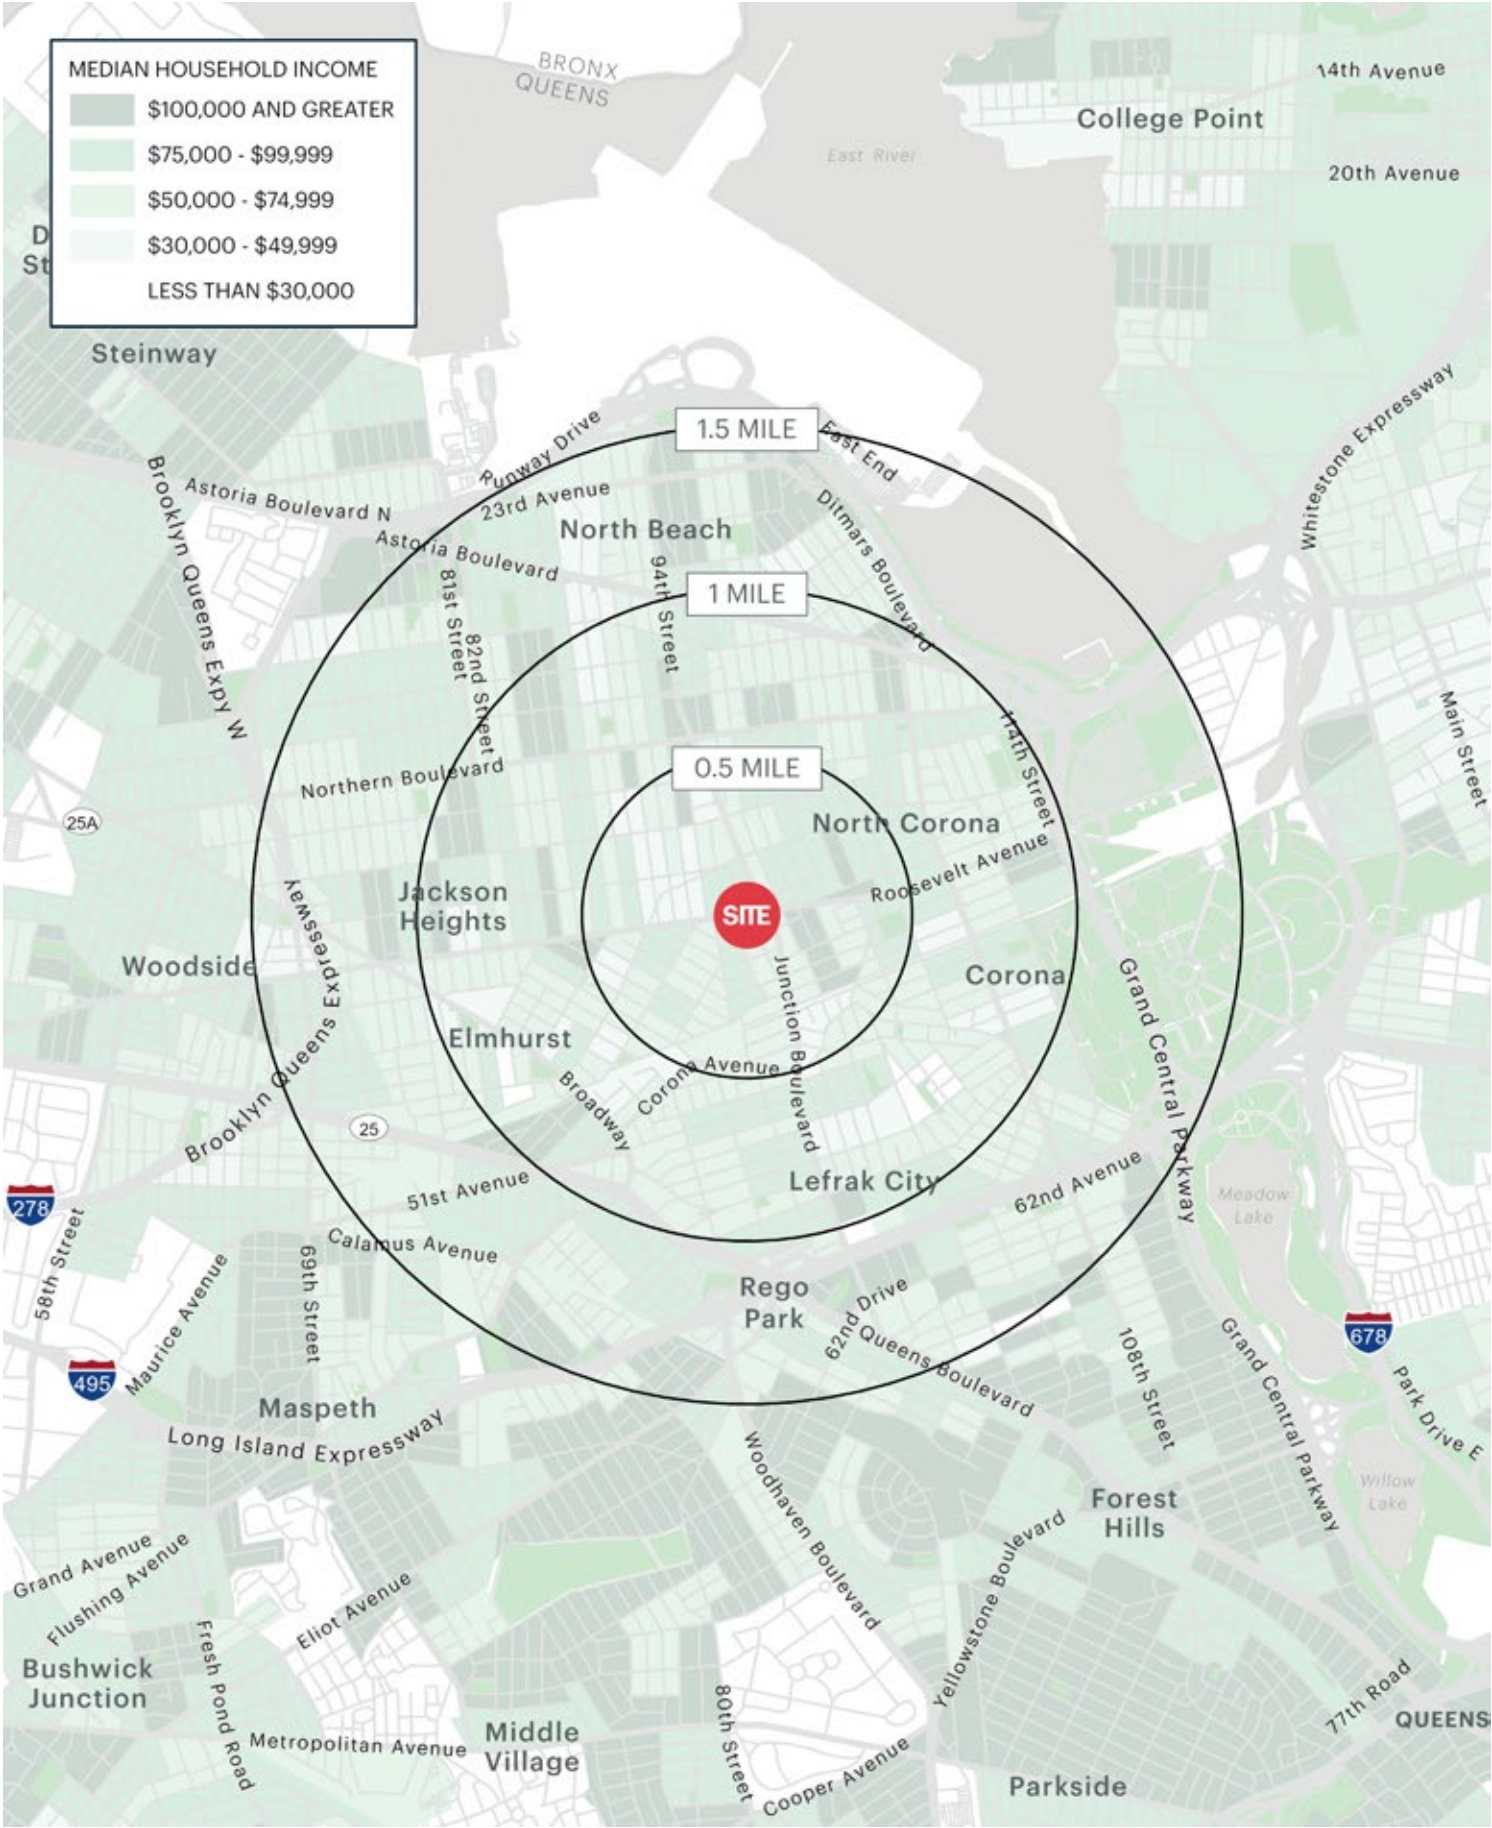 MEDIAN HOUSEHOLD INCOME
$100,000 AND GREATER
$75,000 - $99,999
$50,000 - $74,999
$30,000 - $49,999
LESS THAN $30,000
BRONX
QUEENS
East River
14th Avenue
College Point
20th Avenue
D
St
Steinway
Whitestone Expressway
1.5 MILE
East End
Runway Drive
23rd Avenue
Astoria Boulevard N
Brooklyn Queens Expy W
North Beach
Ditmars Boulevard
Astoria Boulevard
94th Street
81st Street
82nd Street
1 MILE
Main Street
114th Street
Northern Boulevard
0.5 MILE
25A
North Corona
Roosevelt Avenue
Jackson
Heights
SITE
Brooklyn Queens Expressway
Woodside
Corona
Junction Boulevard
Grand Central Parkway
Elmhurst
Broadway
Corona Avenue
25
Lefrak City
62nd Avenue
51st Avenue
Meadow
Lake
278
58th Street
Calamus Avenue
69th Street
Maurice Avenue
Rego
Park
62nd Drive
Queens Boulevard
108th Street
Grand Central Parkway
678
495
Park Drive E
Maspeth
Long Island Expressway
Woodhaven Boulevard
Willow
Lake
Forest
Hills
Grand Avenue
Flushing Avenue
Eliot Avenue
Yellowstone Boulevard
Fresh Pond Road
Bushwick
Junction
77th Road
QUEENS
80th Street
Metropolitan Avenue
Middle
Village
Cooper Avenue
Parkside